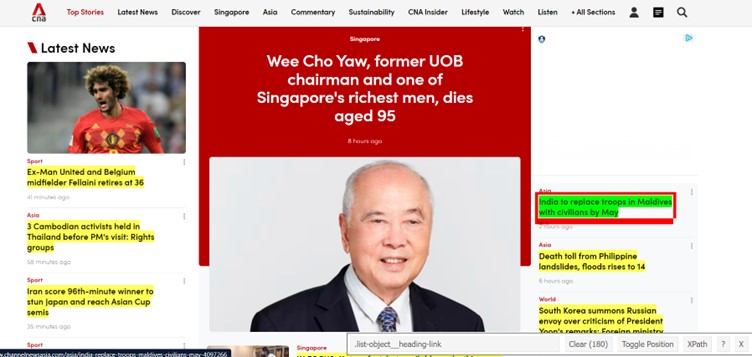 cna
Top Stories
Latest News
Discover
Singapore
Asia
Commentary
Sustainability
CNA Insider
Lifestyle
Watch
Listen
+ All Sections
Latest News
Sport
Ex-Man United and Belgium
midfielder Fellaini retires at 36
41 minutes ago
Asia
3 Cambodian activists held in
Thailand before PM's visit: Rights
groups
58 minutes ago
Sport
Iran score 96th-minute winner to
stun Japan and reach Asian Cup
semis
35 minutes ago
Sport
Singapore
Wee Cho Yaw, former UOB
chairman and one of
Singapore's richest men, dies
aged 95
8 hours ago
Singapore
Asia
India to replace troops in Maldives
with civilians by May
2 hours ago
Asia
Death toll from Philippine
landslides, floods rises to 14
8 hours ago
World
South Korea summons Russian
envoy over criticism of President
Yoon's remarks: Foreign ministry
.list-object__heading-link
Clear (180)
Toggle Position
XPath
?
X
w.channelnewsasia.com/asia/india-replace-troops-maldives-civilians-may-4097266